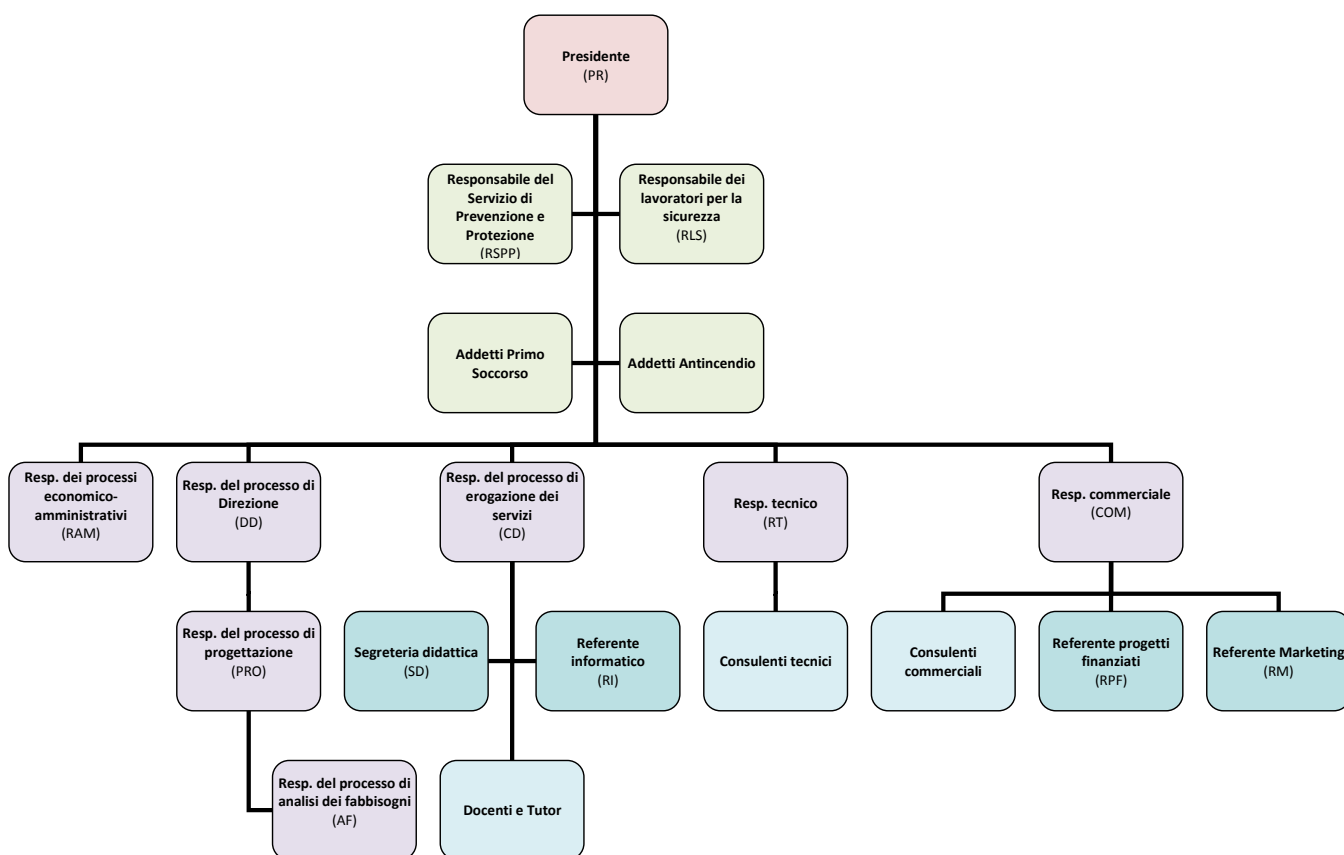 Presidente
(PR)
Responsabile del
Servizio di
Prevenzione e
Protezione
(RSPP)
Responsabile dei
lavoratori per la
sicurezza
(RLS)
Addetti Primo
Soccorso
Addetti Antincendio
Resp. dei processi
economico-
amministrativi
(RAM)
Resp. del processo di
Direzione
(DD)
Resp. del processo di
erogazione dei
servizi
(CD)
Resp. tecnico
(RT)
Resp. commerciale
(COM)
Resp. del processo di
progettazione
(PRO)
Segreteria didattica
(SD)
Referente
informatico
(RI)
Consulenti tecnici
Consulenti
commerciali
Referente progetti
finanziati
(RPF)
Referente Marketing
(RM)
Resp. del processo di
analisi dei fabbisogni
(AF)
Docenti e Tutor